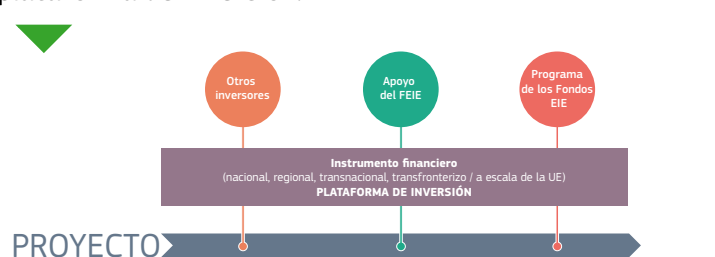 Otros
inversores
Apoyo
del FEIE
Programa
de los Fondos
EIE
Instrumento financiero
(nacional, regional, transnacional, transfronterizo / a escala de la UE)
PLATAFORMA DE INVERSIÓN
PROYECTO